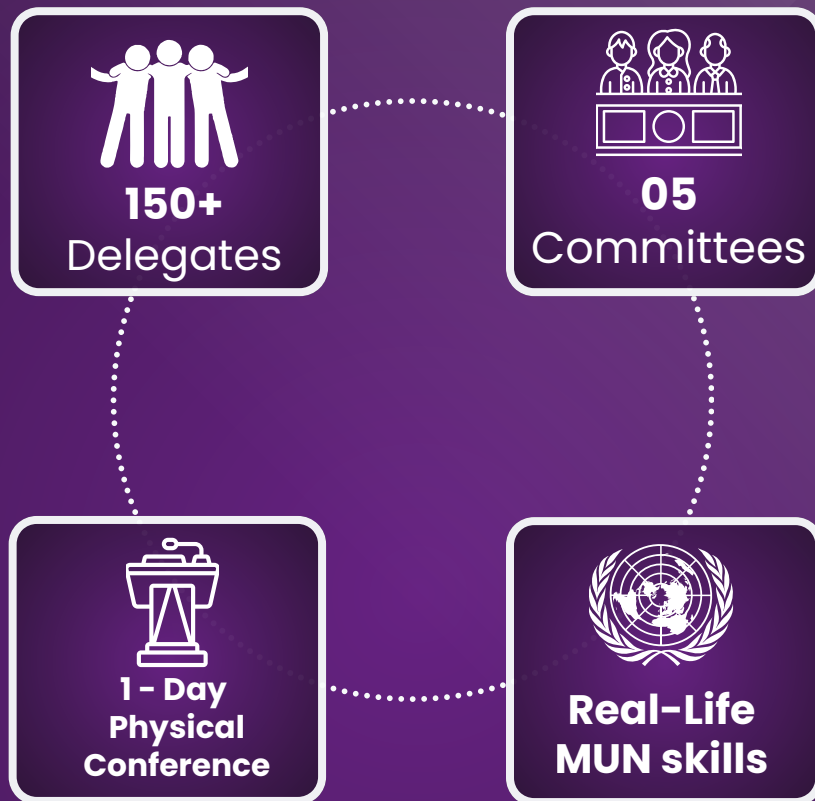 150+
Delegates
05
Committees
1 - Day
Physical
Conference
Real-Life
MUN skills